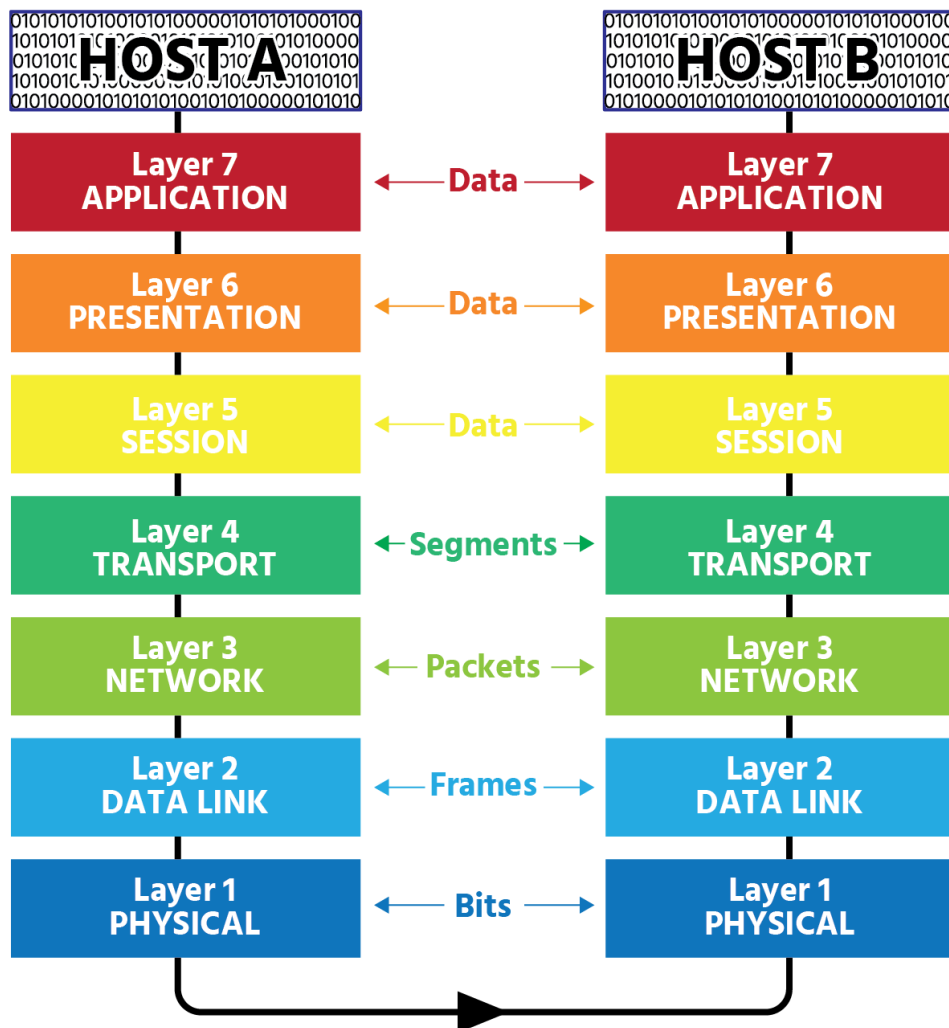 HOST A
HOST B
Layer 7
APPLICATION
Data
Layer 7
APPLICATION
Layer 6
PRESENTATION
Data
Layer 6
PRESENTATION
Layer 5
SESSION
Data
Layer 5
SESSION
Layer 4
TRANSPORT
Segments
Layer 4
TRANSPORT
Layer 3
NETWORK
Packets
Layer 3
NETWORK
Layer 2
DATA LINK
Frames
Layer 2
DATA LINK
Layer 1
PHYSICAL
Bits
Layer 1
PHYSICAL